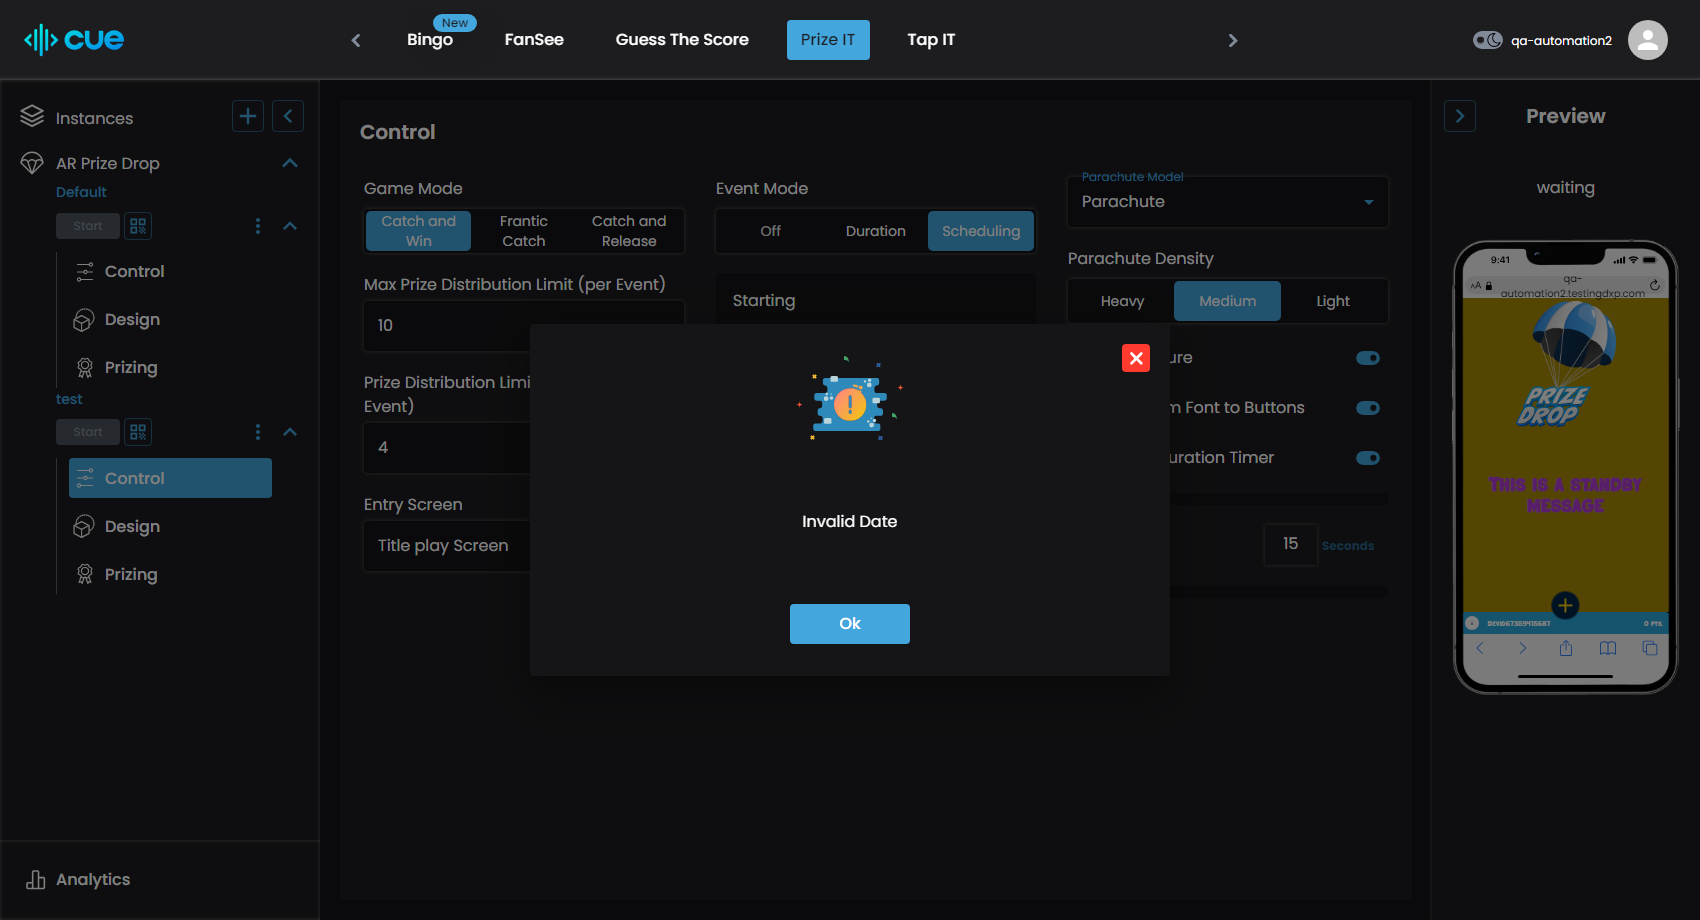 cue
New
Bingo
FanSee
Guess The Score
Prize IT
Tap IT
qa-automation2
Instances
AR Prize Drop
Default
Start
Control
Design
Prizing
test
Start
Control
Design
Prizing
Analytics
Control
Game Mode
Catch and
Win
Frantic
Catch
Catch and
Release
Max Prize Distribution Limit (per Event)
10
Prize Distribution Limi
Event)
4
Entry Screen
Title play Screen
Event Mode
Off
Duration
Scheduling
Starting
Parachute Model
Parachute
Parachute Density
Heavy
Medium
Light
ure
m Font to Buttons
uration Timer
15
Seconds
Invalid Date
Ok
Preview
waiting
9:41
AA
qa-
automation2.testingdxp.com
PRIZE
DROP
THIS IS A STANDBY
MESSAGE
0 PTS.